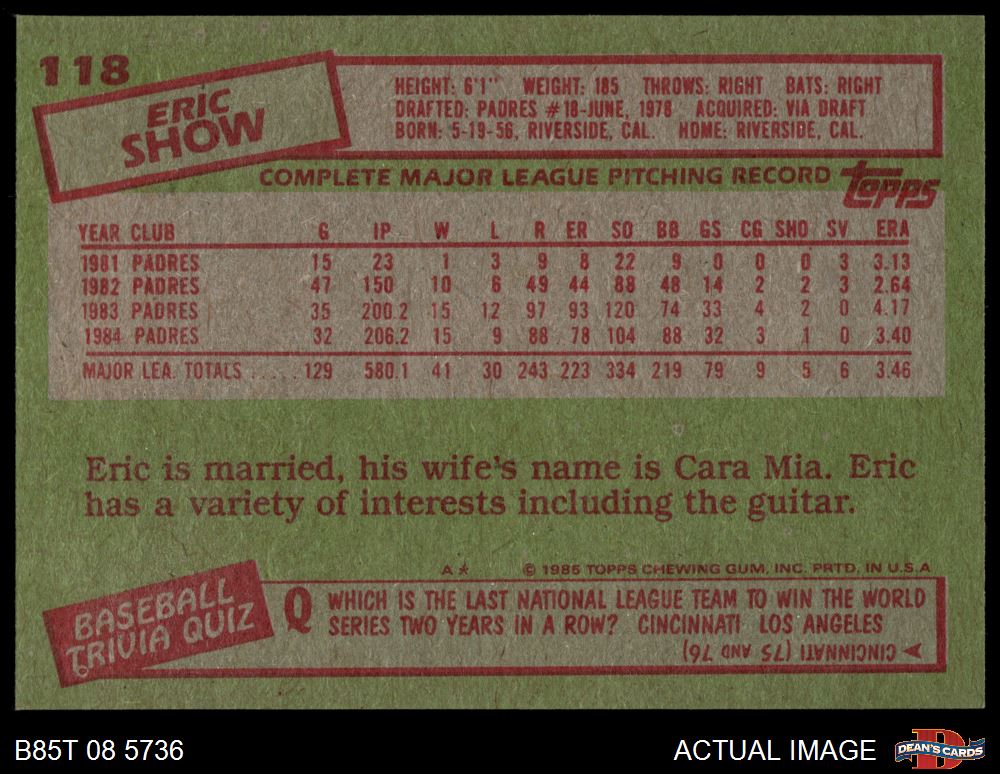 118
ERIC
SHOW
HEIGHT: 6'1" WEIGHT: 185 THROWS: RIGHT BATS: RIGHT
DRAFTED: PADRES #18-JUNE, 1978 ACQUIRED: VIA DRAFT
BORN: 5-19-56, RIVERSIDE, CAL. HOME: RIVERSIDE, CAL.
COMPLETE MAJOR LEAGUE PITCHING RECORD topps
YEAR CLUB G IP W L R ER SO BB GS CG SHO SV ERA
1981 PADRES 15 23 1 3 9 8 22 9 0 0 0 3 3.13
1982 PADRES 47 150 10 6 49 44 88 48 14 2 2 3 2.64
1983 PADRES 35 200.2 15 12 97 93 120 74 33 4 2 0 4.17
1984 PADRES 32 206.2 15 9 88 78 104 88 32 3 1 0 3.40
MAJOR LEA. TOTALS ..... 129 580.1 41 30 243 223 334 219 79 9 5 6 3.46
Eric is married, his wife's name is Cara Mia. Eric
has a variety of interests including the guitar.
A* © 1985 TOPPS CHEWING GUM, INC. PRTD. IN U.S.A
BASEBALL
TRIVIA QUIZ
Q WHICH IS THE LAST NATIONAL LEAGUE TEAM TO WIN THE WORLD
SERIES TWO YEARS IN A ROW? CINCINNATI LOS ANGELES
CINCINNATI (75 AND 76)
B85T 08 5736
ACTUAL IMAGE
D
DEAN'S CARDS